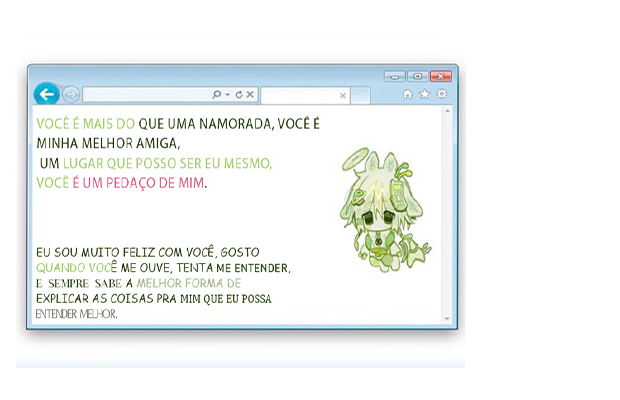 VOCÊ É MAIS DO QUE UMA NAMORADA, VOCÊ É
MINHA MELHOR AMIGA,
UM LUGAR QUE POSSO SER EU MESMO,
VOCÊ É UM PEDAÇO DE MIM.
EU SOU MUITO FELIZ COM VOCÊ, GOSTO
QUANDO VOCÊ ME OUVE, TENTA ME ENTENDER,
E SEMPRE SABE A MELHOR FORMA DE
EXPLICAR AS COISAS PRA MIM QUE EU POSSA
ENTENDER MELHOR.